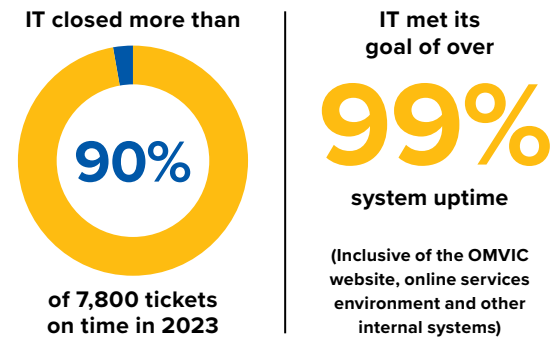 IT closed more than
90%
of 7,800 tickets
on time in 2023
IT met its
goal of over
99%
system uptime
(Inclusive of the OMVIC
website, online services
environment and other
internal systems)